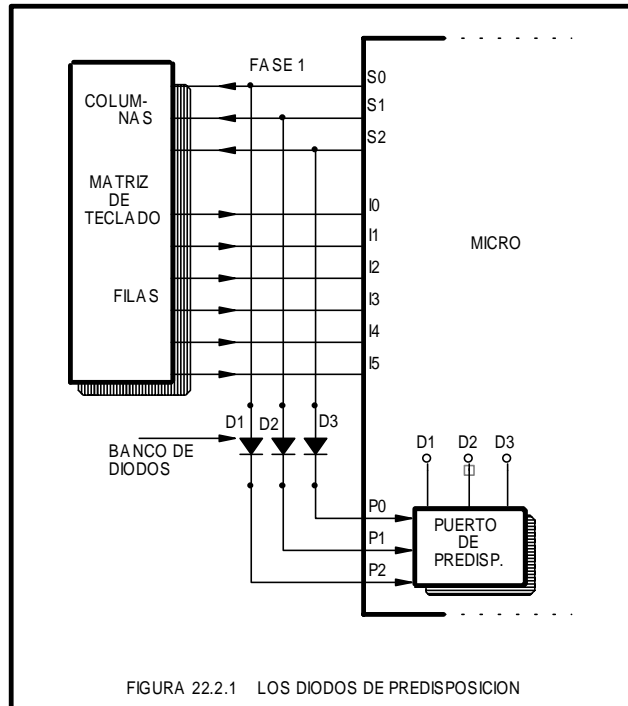 FASE 1
S0
COLUM-
NAS
S1
S2
MATRIZ
DE
TECLADO
I0
I1
MICRO
I2
FILAS
I3
I4
I5
D1 D2 D3
BANCO DE
DIODOS
D1 D2 D3
P0
P1
P2
PUERTO
DE
PREDISP.
FIGURA 22.2.1 LOS DIODOS DE PREDISPOSICION